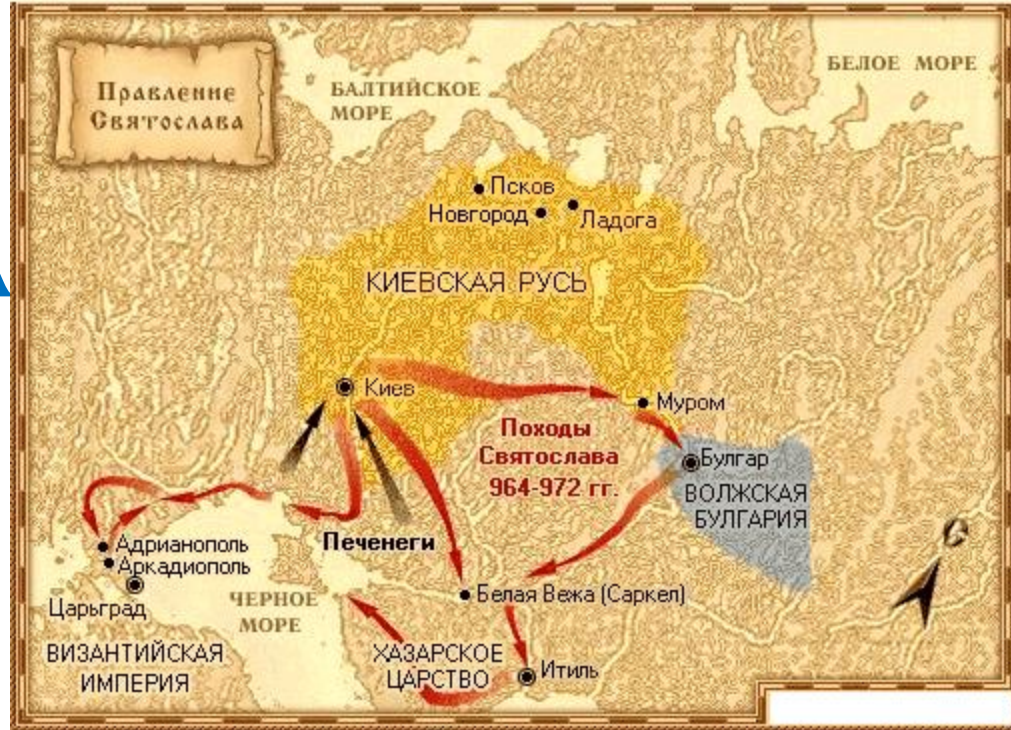 Правление
Святослава
БАЛТИЙСКОЕ
МОРЕ
БЕЛОЕ МОРЕ
Псков
Новгород
Ладога
КИЕВСКАЯ РУСЬ
Киев
Муром
Походы
Святослава
964-972 гг.
Булгар
ВОЛЖСКАЯ
БУЛГАРИЯ
Печенеги
Адрианополь
Аркадиополь
Царьград
ЧЕРНОЕ
МОРЕ
Белая Вежа (Саркел)
ВИЗАНТИЙСКАЯ
ИМПЕРИЯ
ХАЗАРСКОЕ
ЦАРСТВО
Итиль
С